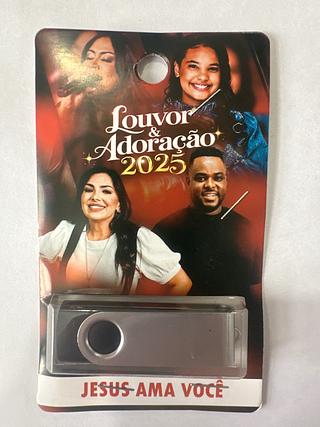 Louvor
&
Adoração
2025
JESUS AMA VOCÊ